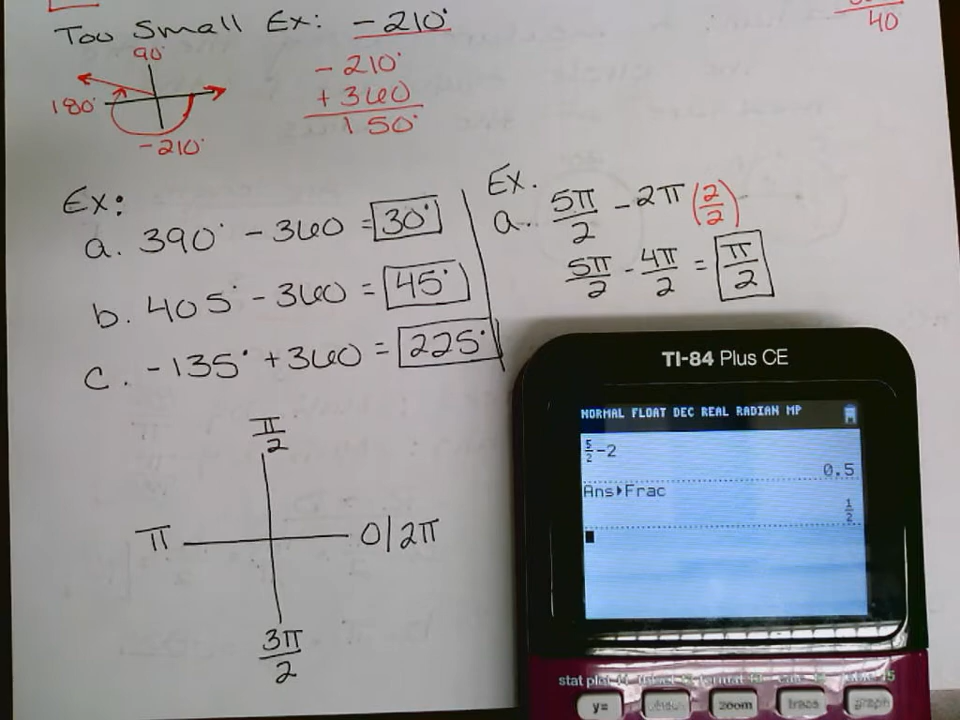 Too Small Ex: -210°
40
90°
180°
-210°
-210°
+360
150°
Ex:
a. 390° - 360 = 30°
b. 405° - 360 = 45°
c. -135° + 360 = 225°
Ex.
a. 5π/2 - 2π (2/2)
5π/2 - 4π/2 = π/2
π/2
π
0/2π
3π/2
TI-84 Plus CE
NORMAL FLOAT DEC REAL RADIAN MP
5/2-2
0.5
Ans▸Frac
1/2
stat plot
y=
zoom
trace
graph